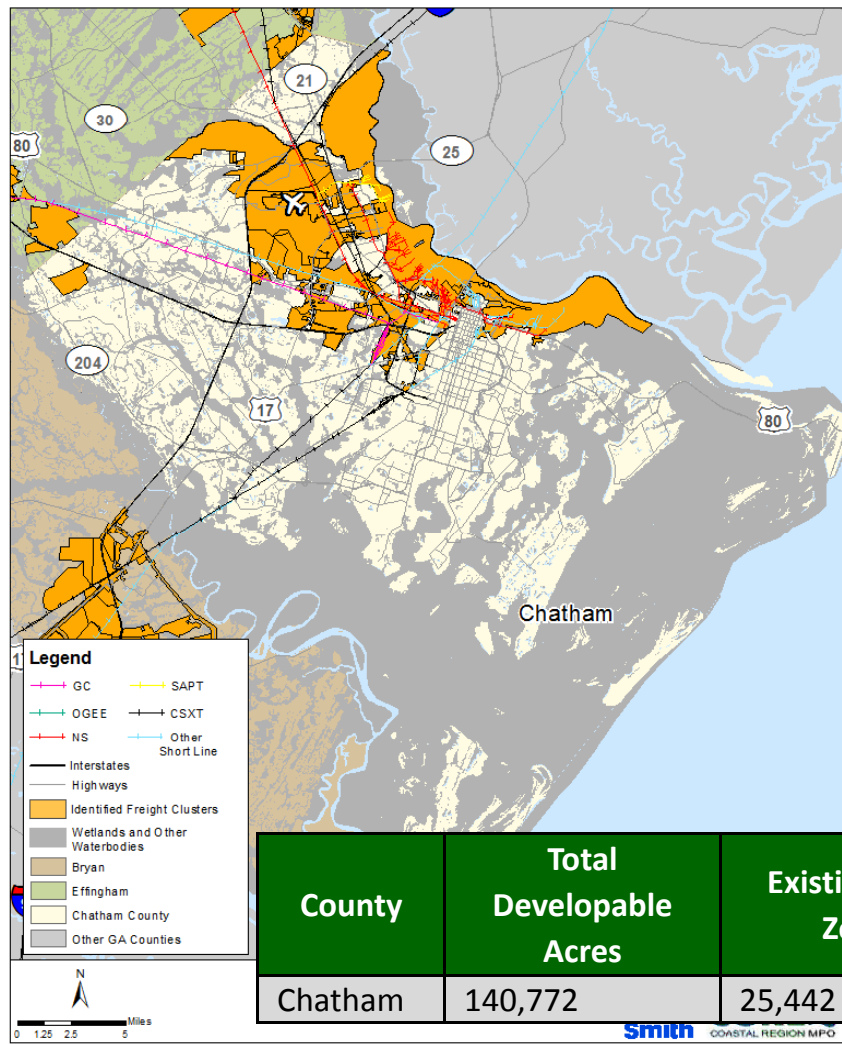 21
30
80
25
204
17
80
Chatham
17
Legend
GC SAPT
OGEE CSXT
NS Other
Short Line
Interstates
Highways
Identified Freight Clusters
Wetlands and Other
Waterbodies
Bryan
Effingham
Chatham County
Other GA Counties
N
Miles
0 1.25 2.5 5
County
Total
Developable
Acres
Chatham 140,772 25,442
Smith
COASTAL REGION MPO